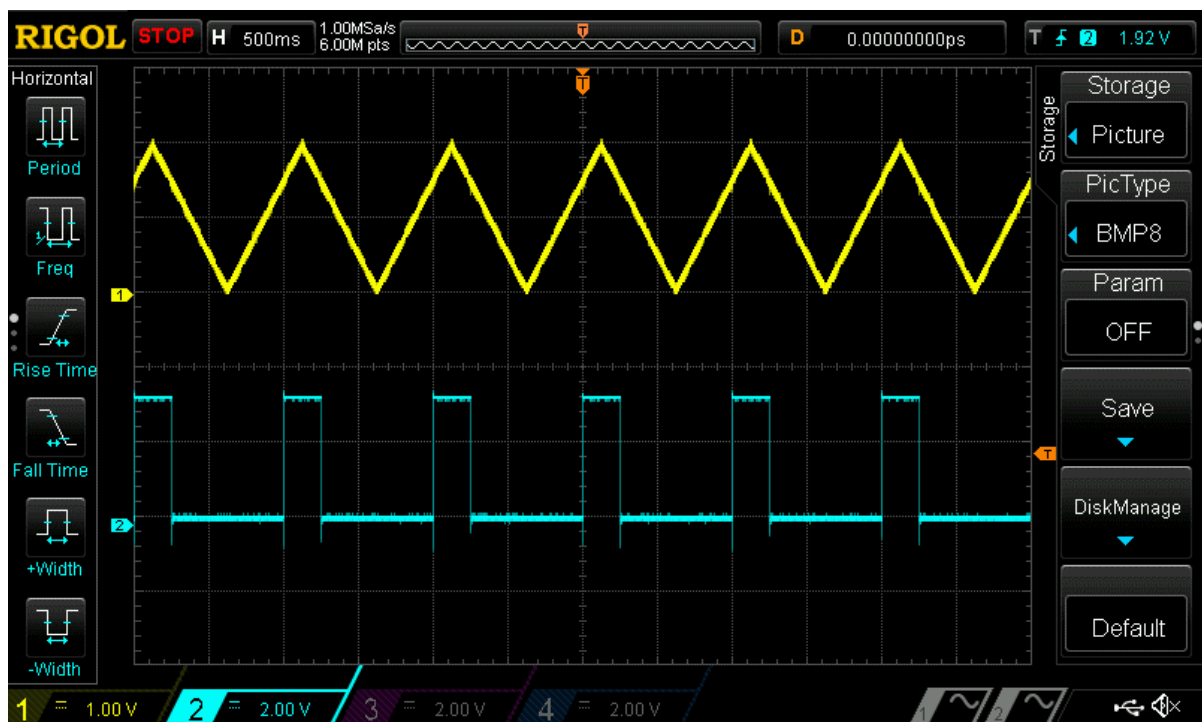 RIGOL STOP H 500ms 1.00MSa/s 6.00M pts T D 0.00000000ps T 2 1.92 V
Horizontal
Period
Freq
Rise Time
Fall Time
+Width
-Width
T
1
2
T
Storage
Storage
Picture
PicType
BMP8
Param
OFF
Save
DiskManage
Default
1 = 1.00 V 2 = 2.00 V 3 = 2.00 V 4 = 2.00 V 1 2